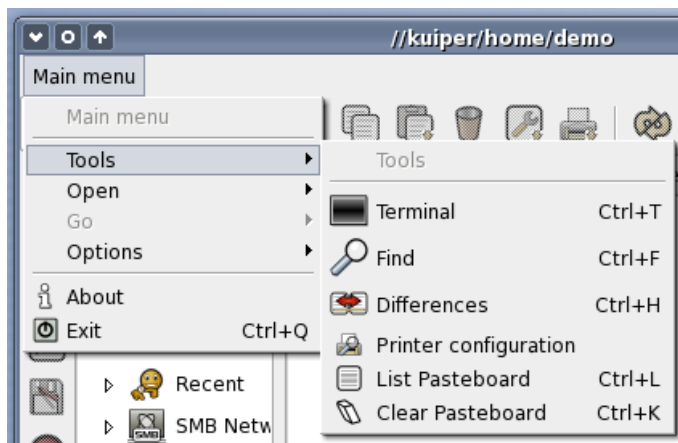 //kuiper/home/demo
Main menu
Main menu
Tools
Open
Go
Options
About
Exit Ctrl+Q
Tools
Terminal Ctrl+T
Find Ctrl+F
Differences Ctrl+H
Printer configuration
List Pasteboard Ctrl+L
Clear Pasteboard Ctrl+K
Recent
SMB
SMB Netw